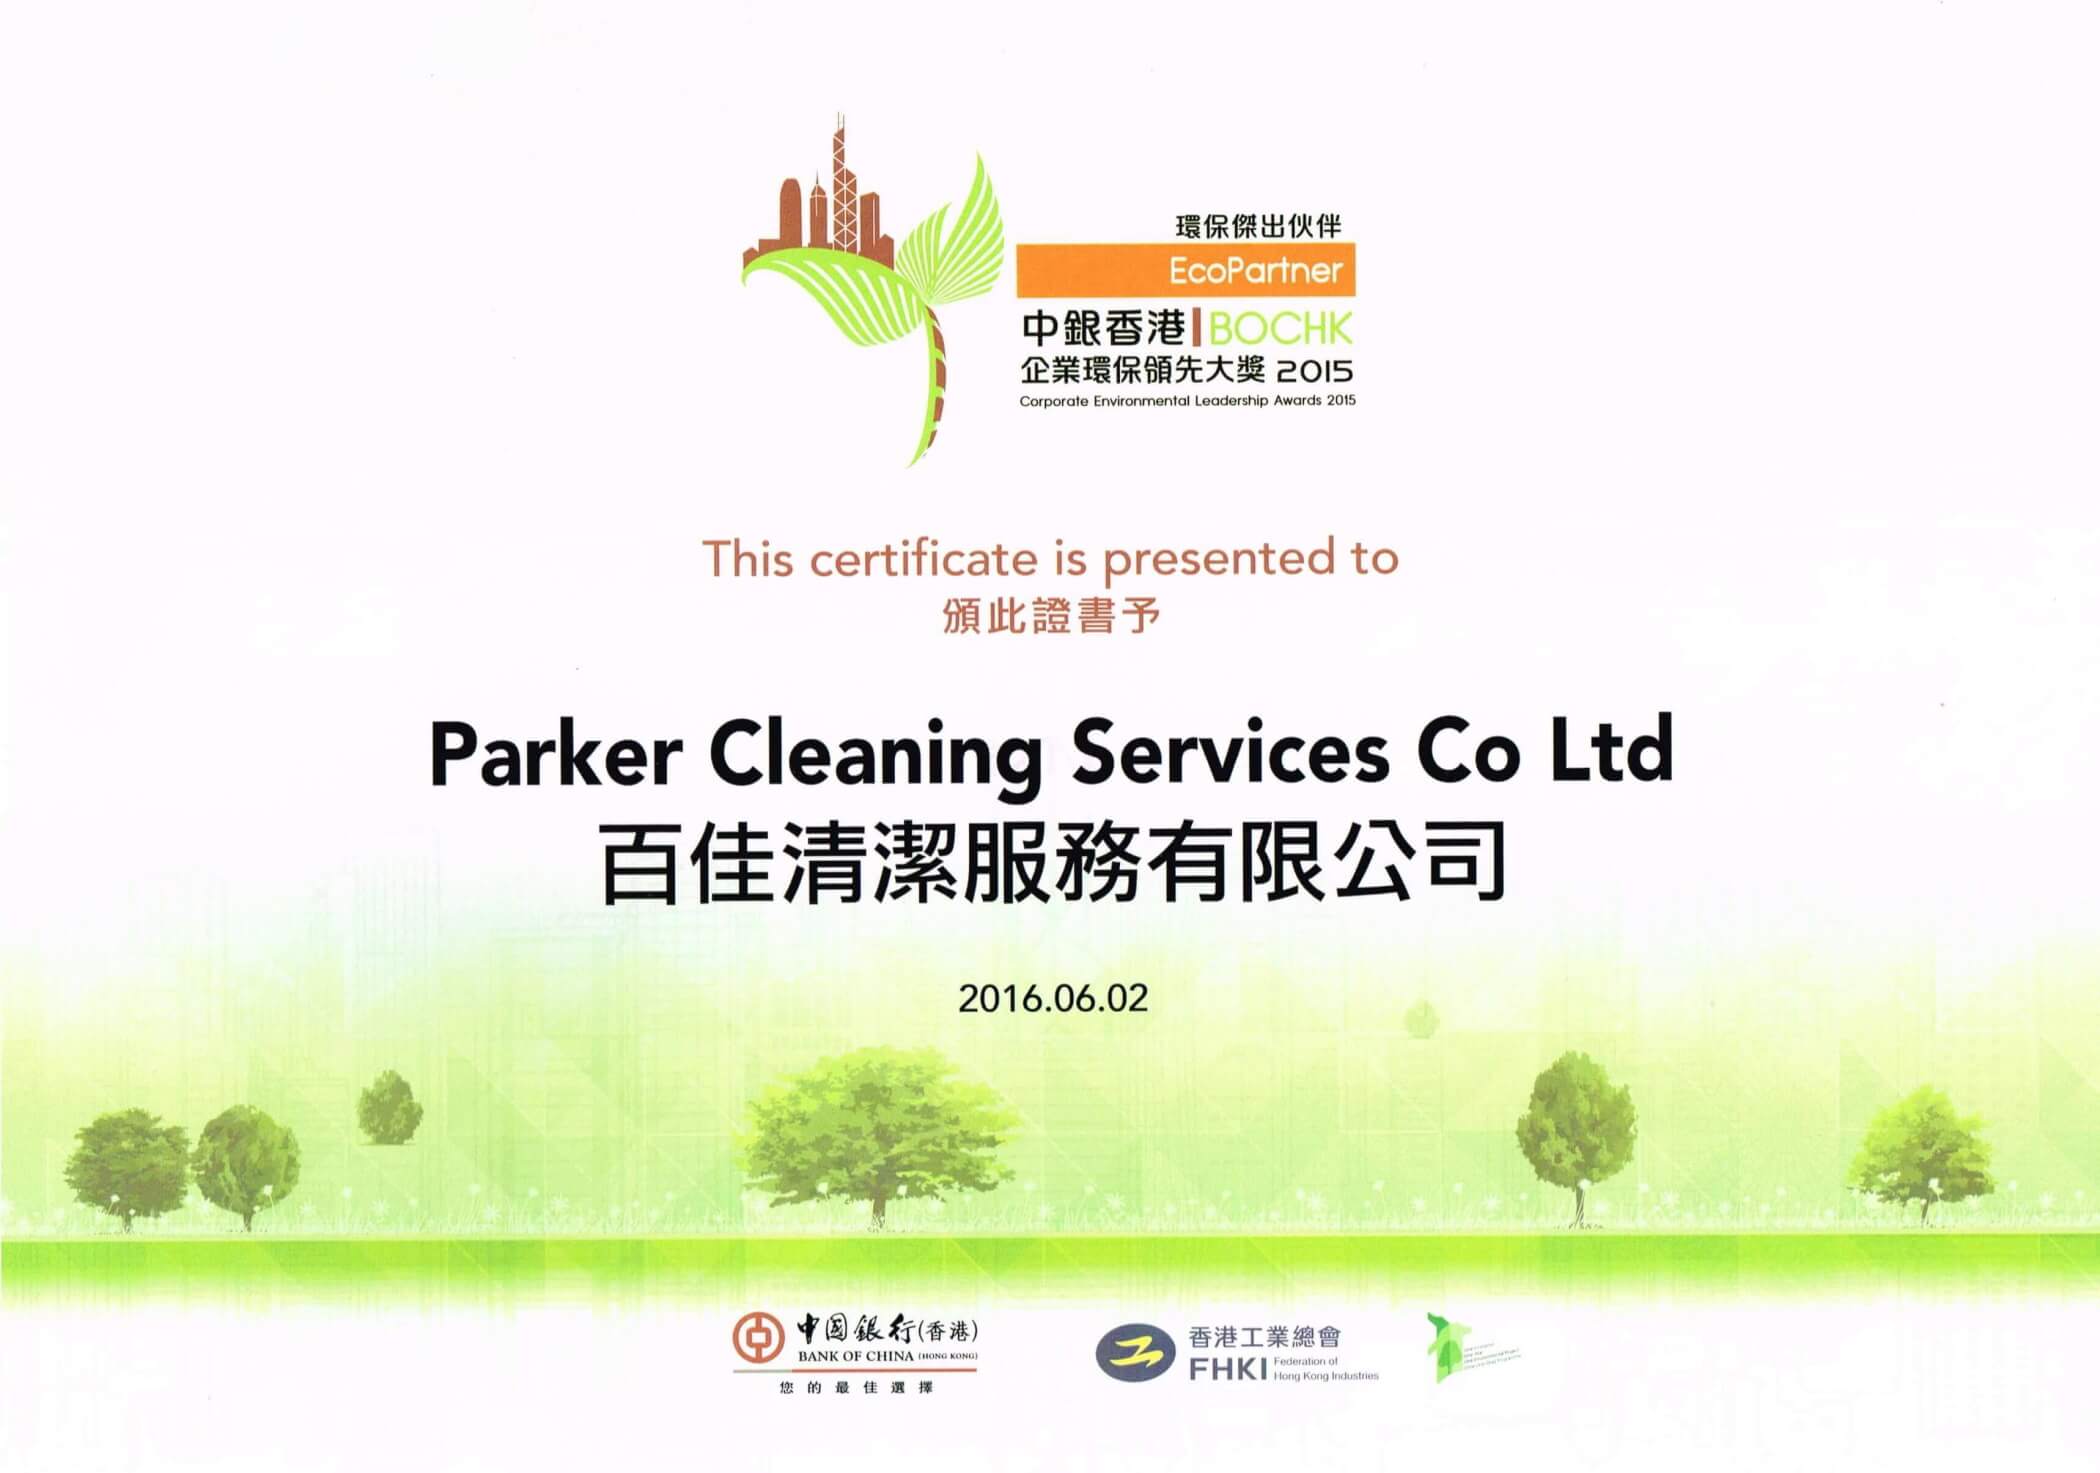 環保傑出伙伴
EcoPartner
中銀香港 | BOCHK
企業環保領先大獎 2015
Corporate Environmental Leadership Awards 2015
This certificate is presented to
頒此證書予
Parker Cleaning Services Co Ltd
百佳清潔服務有限公司
2016.06.02
中国銀行(香港)
BANK OF CHINA (HONG KONG)
您的最佳選擇
香港工業總會
FHKI Federation of
Hong Kong Industries